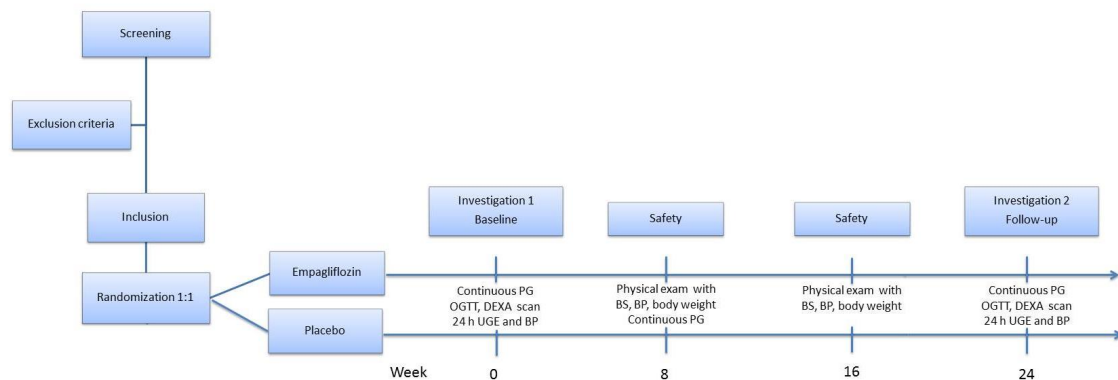 Screening
Exclusion criteria
Inclusion
Randomization 1:1
Empagliflozin
Placebo
Investigation 1
Baseline
Safety
Safety
Investigation 2
Follow-up
Continuous PG
OGTT, DEXA scan
24 h UGE and BP
Physical exam with
BS, BP, body weight
Continuous PG
Physical exam with
BS, BP, body weight
Continuous PG
OGTT, DEXA scan
24 h UGE and BP
Week 0 8 16 24